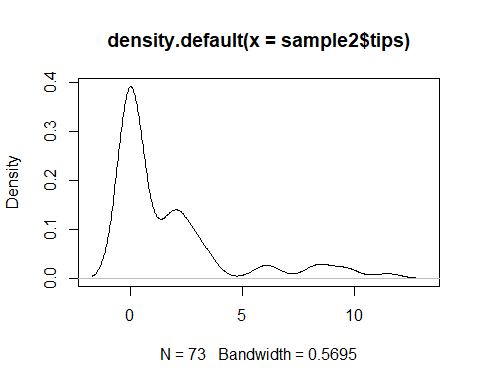 density.default(x = sample2$tips)
Density
0.4
0.3
0.2
0.1
0.0
0 5 10
N = 73 Bandwidth = 0.5695